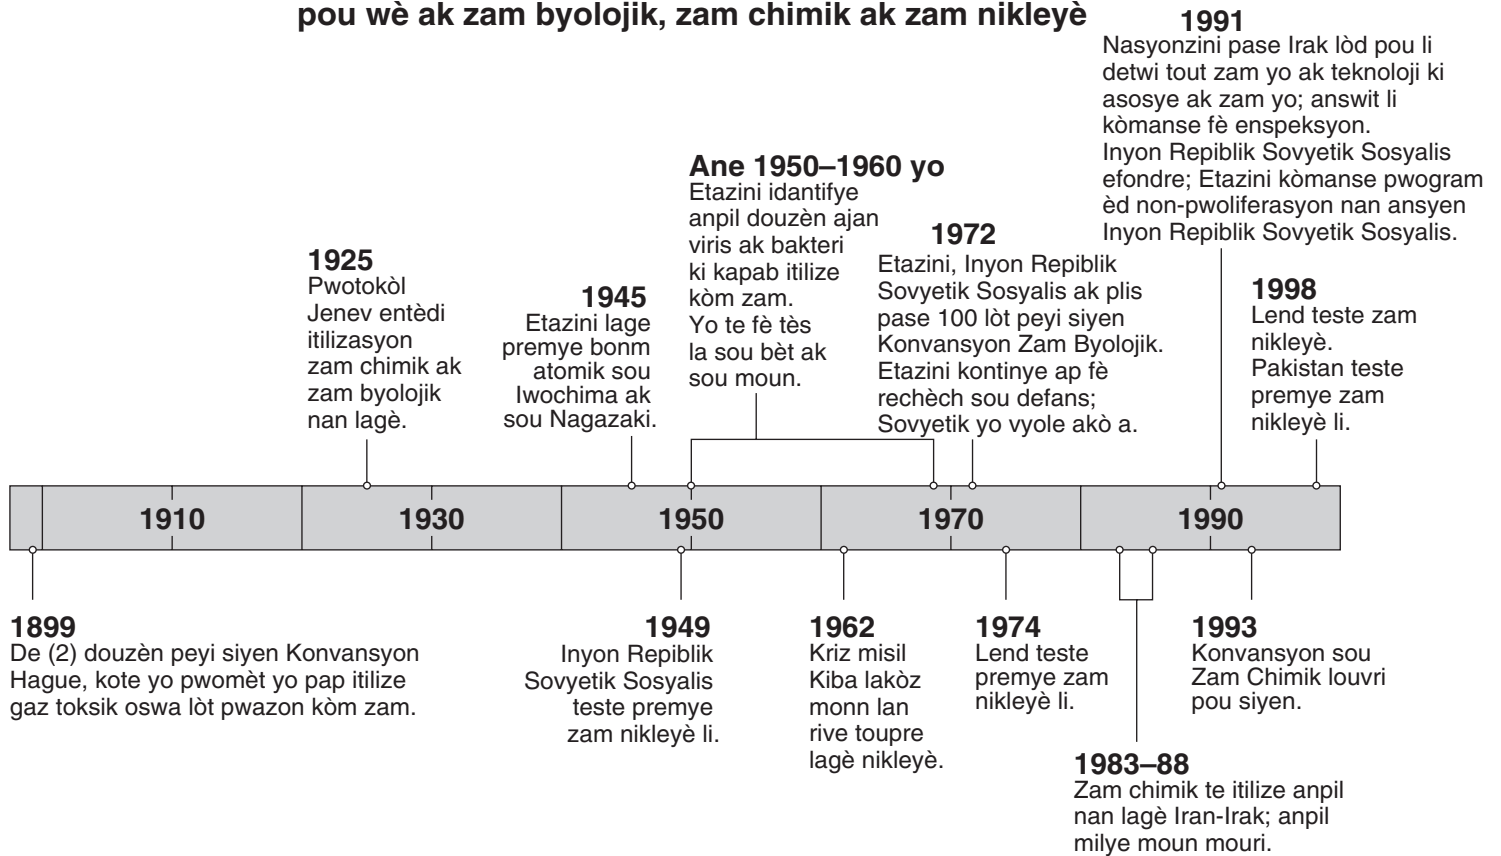 pou wè ak zam byolojik, zam chimik ak zam nikleyè
1991
Nasyonzini pase Irak lòd pou li
detwi tout zam yo ak teknoloji ki
asosye ak zam yo; answit li
kòmanse fè enspeksyon.
Inyon Repiblik Sovyetik Sosyalis
efondre; Etazini kòmanse pwogram
èd non-pwoliferasyon nan ansyen
Inyon Repiblik Sovyetik Sosyalis.
Ane 1950–1960 yo
Etazini idantifye
anpil douzèn ajan
viris ak bakteri
ki kapab itilize
kòm zam.
Yo te fè tès
la sou bèt ak
sou moun.
1972
Etazini, Inyon Repiblik
Sovyetik Sosyalis ak plis
pase 100 lòt peyi siyen
Konvansyon Zam Byolojik.
Etazini kontinye ap fè
rechèch sou defans;
Sovyetik yo vyole akò a.
1925
Pwotokòl
Jenev entèdi
itilizasyon
zam chimik ak
zam byolojik
nan lagè.
1945
Etazini lage
premye bonm
atomik sou
Iwochima ak
sou Nagazaki.
1998
Lend teste zam
nikleyè.
Pakistan teste
premye zam
nikleyè li.
1910
1930
1950
1970
1990
1899
De (2) douzèn peyi siyen Konvansyon
Hague, kote yo pwomèt yo pap itilize
gaz toksik oswa lòt pwazon kòm zam.
1949
Inyon Repiblik
Sovyetik Sosyalis
teste premye
zam nikleyè li.
1962
Kriz misil
Kiba lakòz
monn lan
rive toupre
lagè nikleyè.
1974
Lend teste
premye zam
nikleyè li.
1993
Konvansyon sou
Zam Chimik louvri
pou siyen.
1983–88
Zam chimik te itilize anpil
nan lagè Iran-Irak; anpil
milye moun mouri.